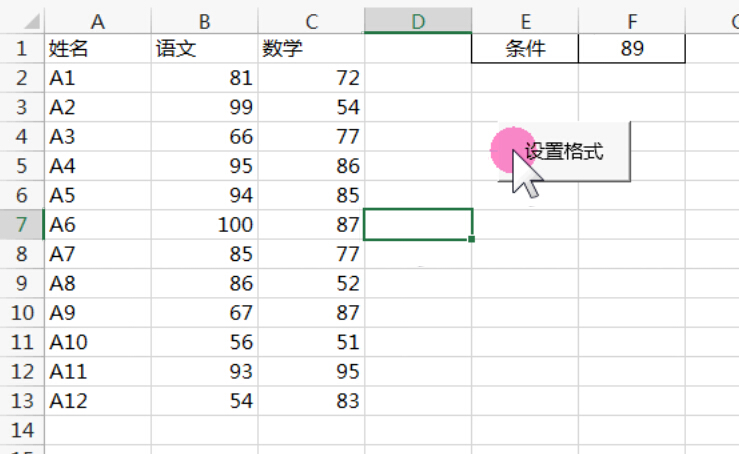 A B C D E F
1 姓名 语文 数学 条件 89
2 A1 81 72
3 A2 99 54
4 A3 66 77
设置格式
5 A4 95 86
6 A5 94 85
7 A6 100 87
8 A7 85 77
9 A8 86 52
10 A9 67 87
11 A10 56 51
12 A11 93 95
13 A12 54 83
14